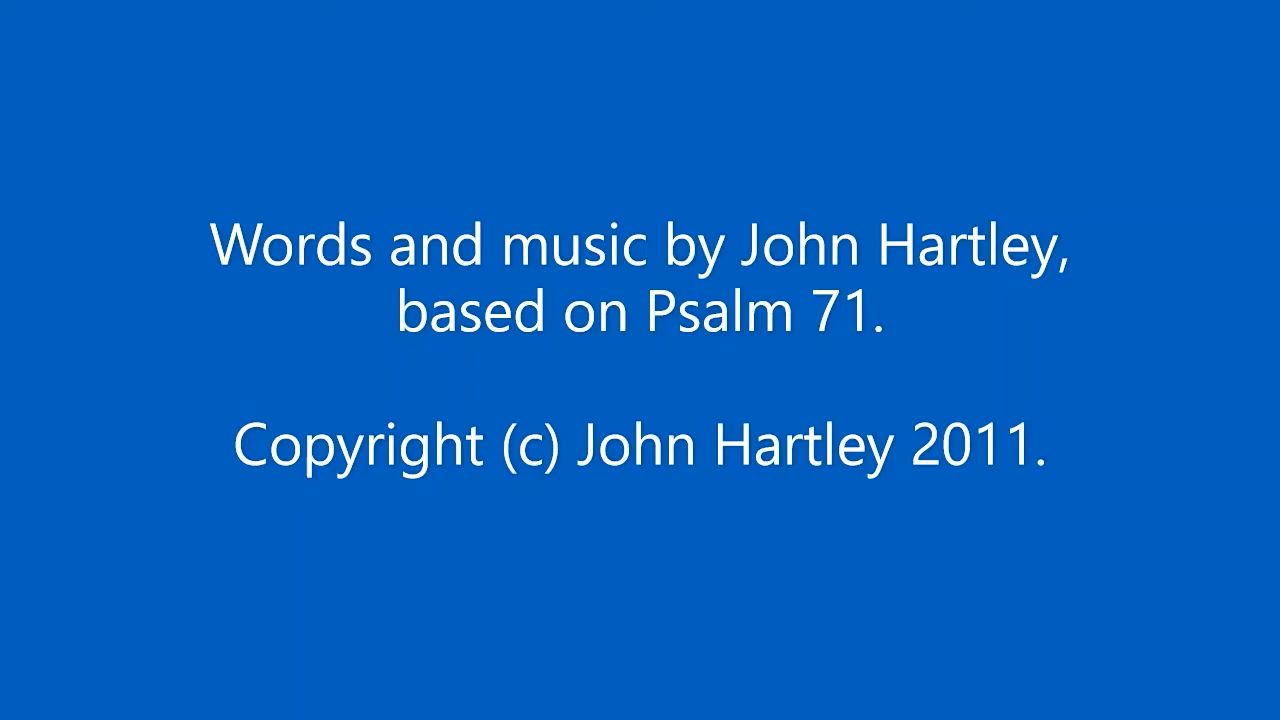 Words and music by John Hartley,
based on Psalm 71.
Copyright (c) John Hartley 2011.